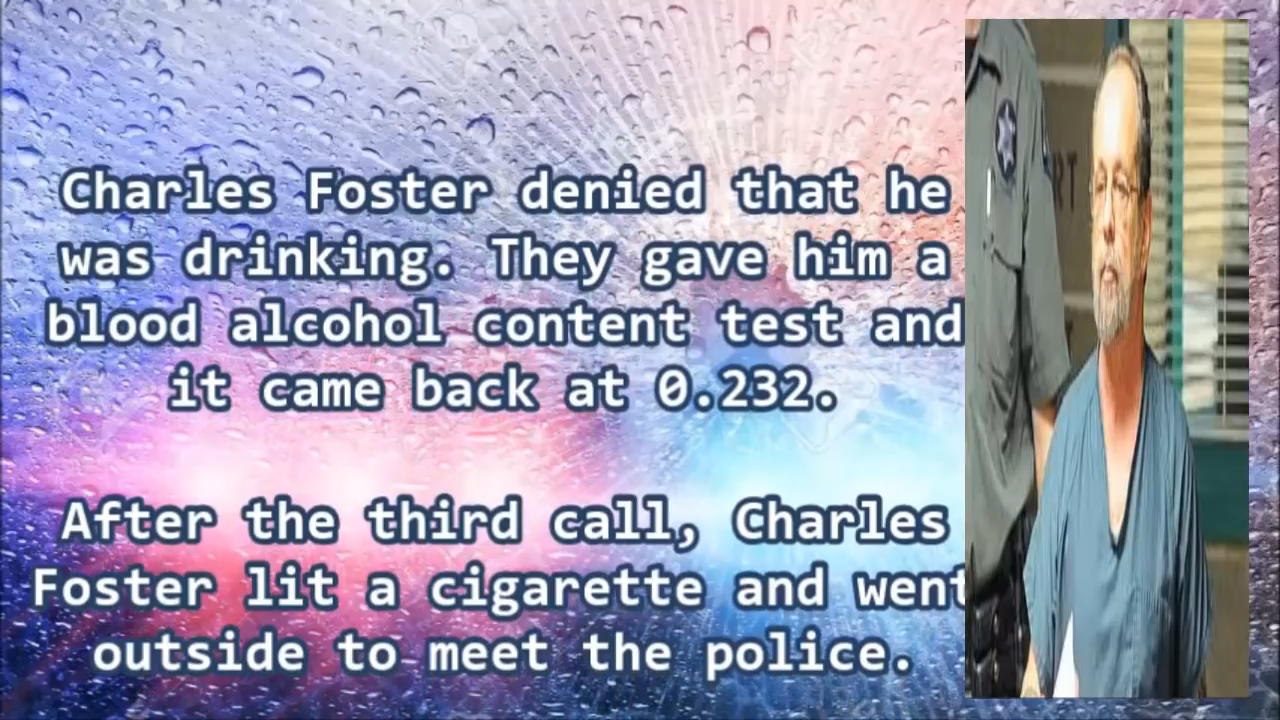 Charles Foster denied that he
was drinking. They gave him a
blood alcohol content test and
it came back at 0.232.
After the third call, Charles
Foster lit a cigarette and went
outside to meet the police.
RT